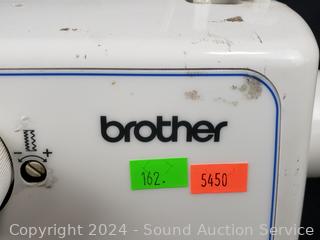 brother
- +
162.
5450
Copyright 2024 - Sound Auction Service